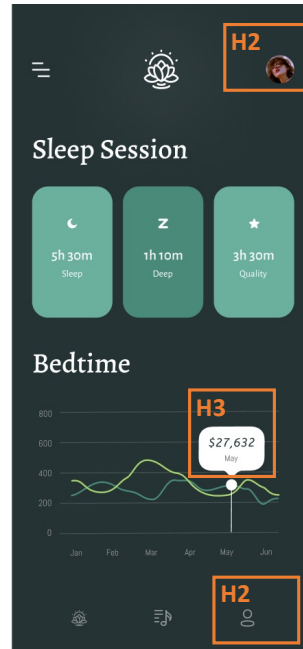 H2
Sleep Session
z
5h 30m
1h 10m
3h 30m
Sleep
Deep
Quality
Bedtime
H3
800
600
$27,632
May
400
200
0
Jan
Feb
Mar
Apr
May
Jun
H2